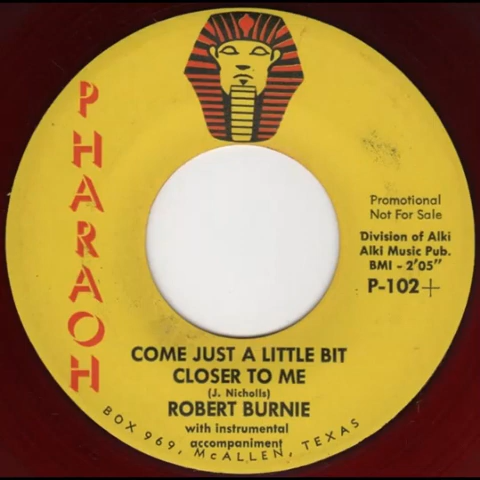 PHARAOH
Promotional
Not For Sale
Division of Alki
Alki Music Pub.
BMI - 2'05"
P-102+
COME JUST A LITTLE BIT
CLOSER TO ME
(J. Nicholls)
ROBERT BURNIE
with instrumental
accompaniment
BOX 969, McALLEN, TEXAS